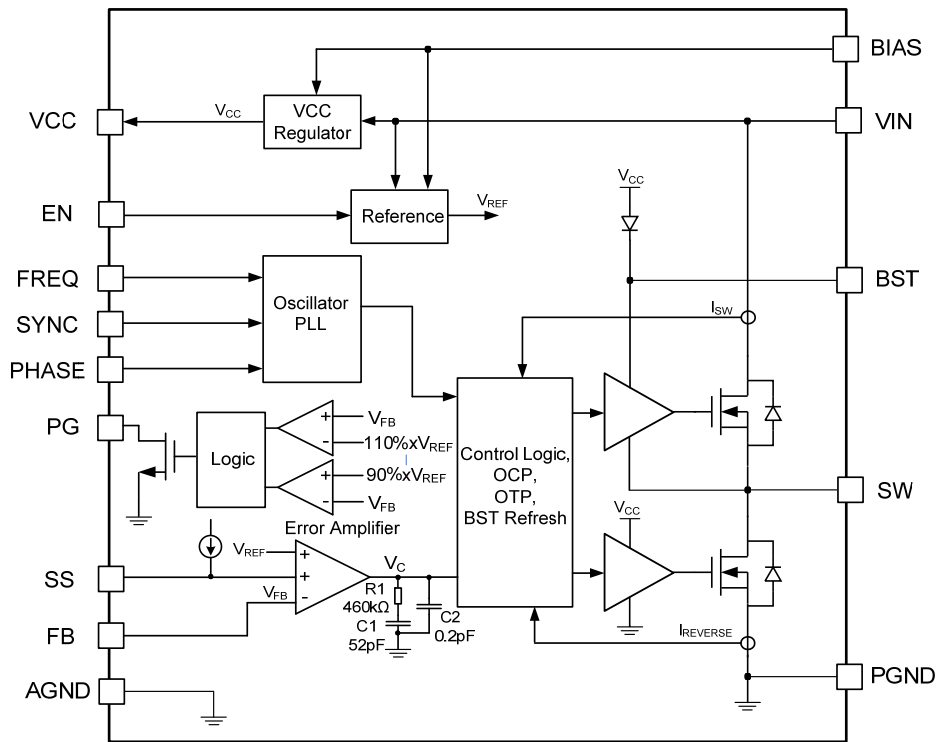 BIAS
VCC
VCC
VCC
Regulator
VIN
VCC
EN
Reference
VREF
FREQ
SYNC
PHASE
Oscillator
PLL
BST
ISW
PG
Logic
+
-
VFB
110%xVREF
+
-
90%xVREF
VFB
Control Logic,
OCP,
OTP,
BST Refresh
SW
Error Amplifier
VCC
SS
VREF
+
+
-
VFB
VC
R1
460kΩ
C1
52pF
C2
0.2pF
FB
IREVERSE
AGND
PGND